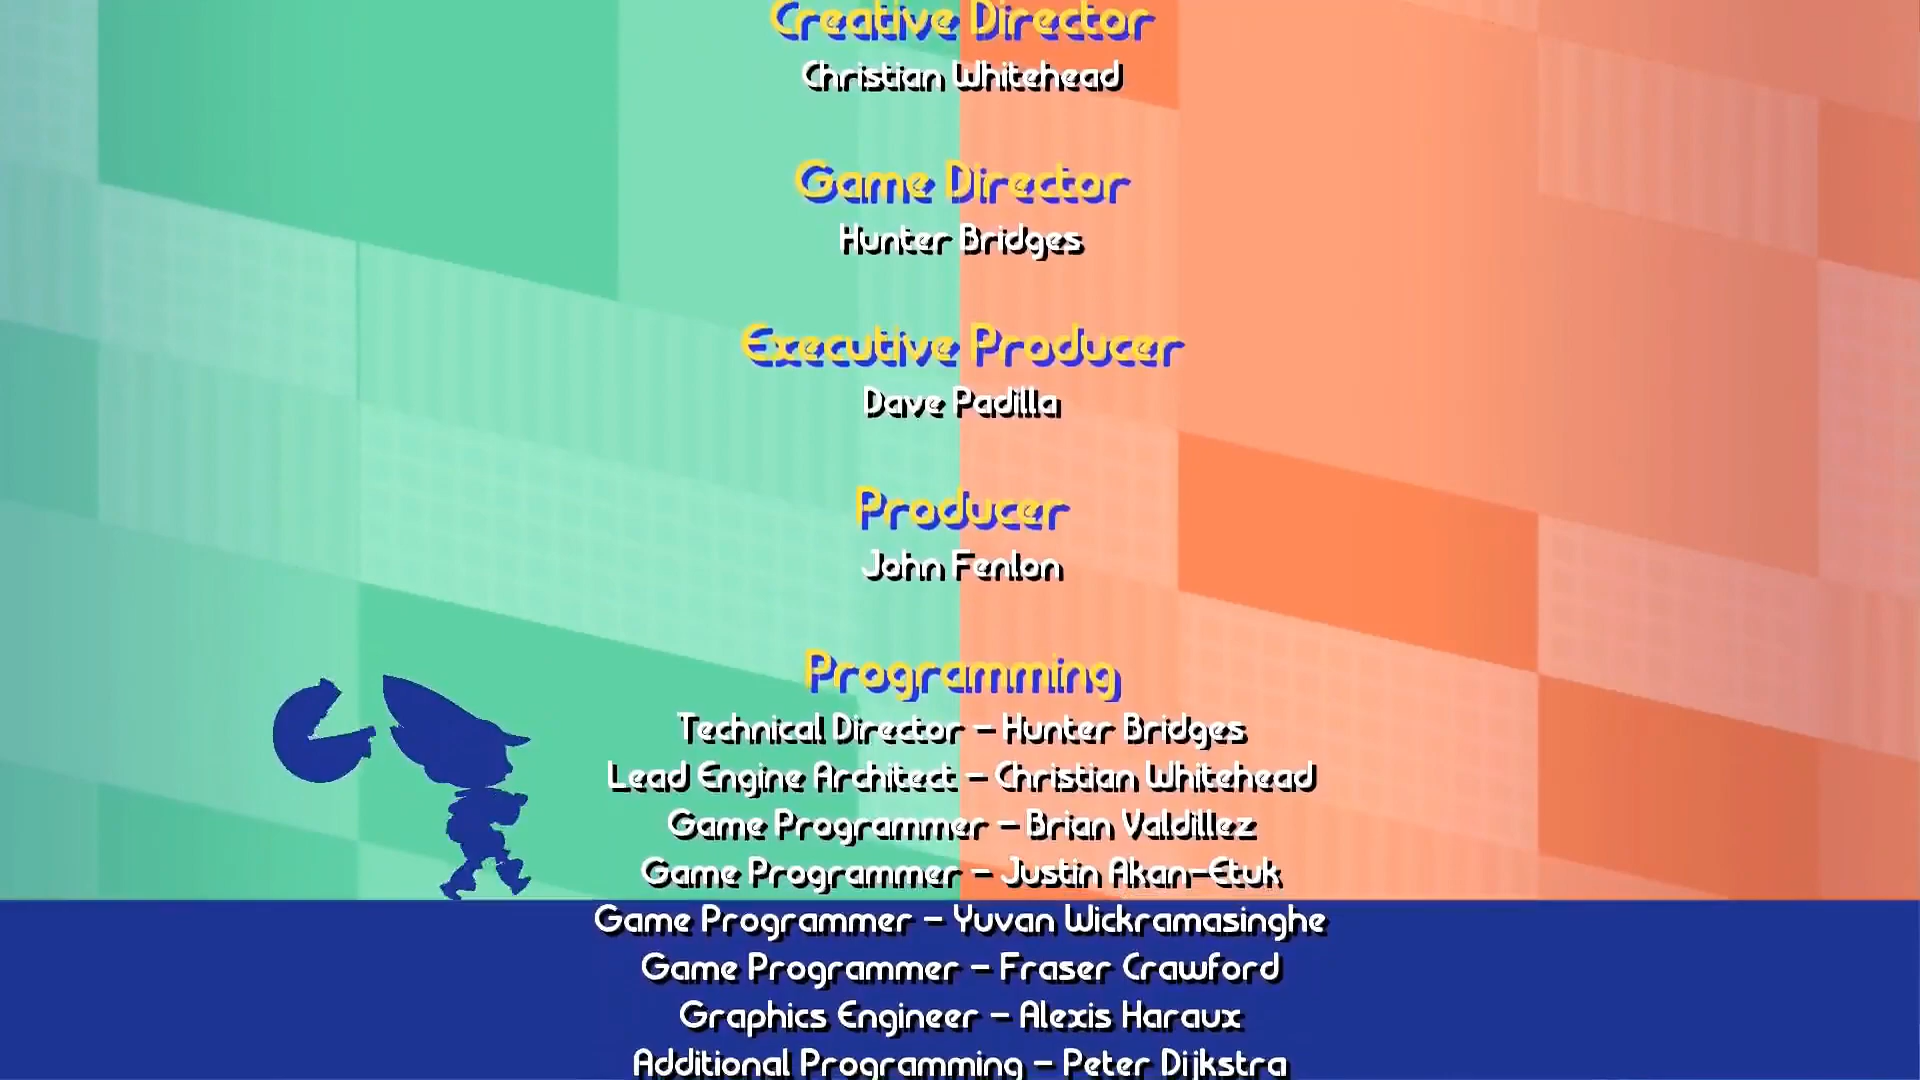 Creative Director
Christian Whitehead
Game Director
Hunter Bridges
Executive Producer
Dave Padilla
Producer
John Fenlon
Programming
Technical Director – Hunter Bridges
Lead Engine Architect – Christian Whitehead
Game Programmer – Brian Valdillez
Game Programmer – Justin Akan-Etuk
Game Programmer – Yuvan Wickramasinghe
Game Programmer – Fraser Crawford
Graphics Engineer – Alexis Haraux
Additional Programming – Peter Dijkstra